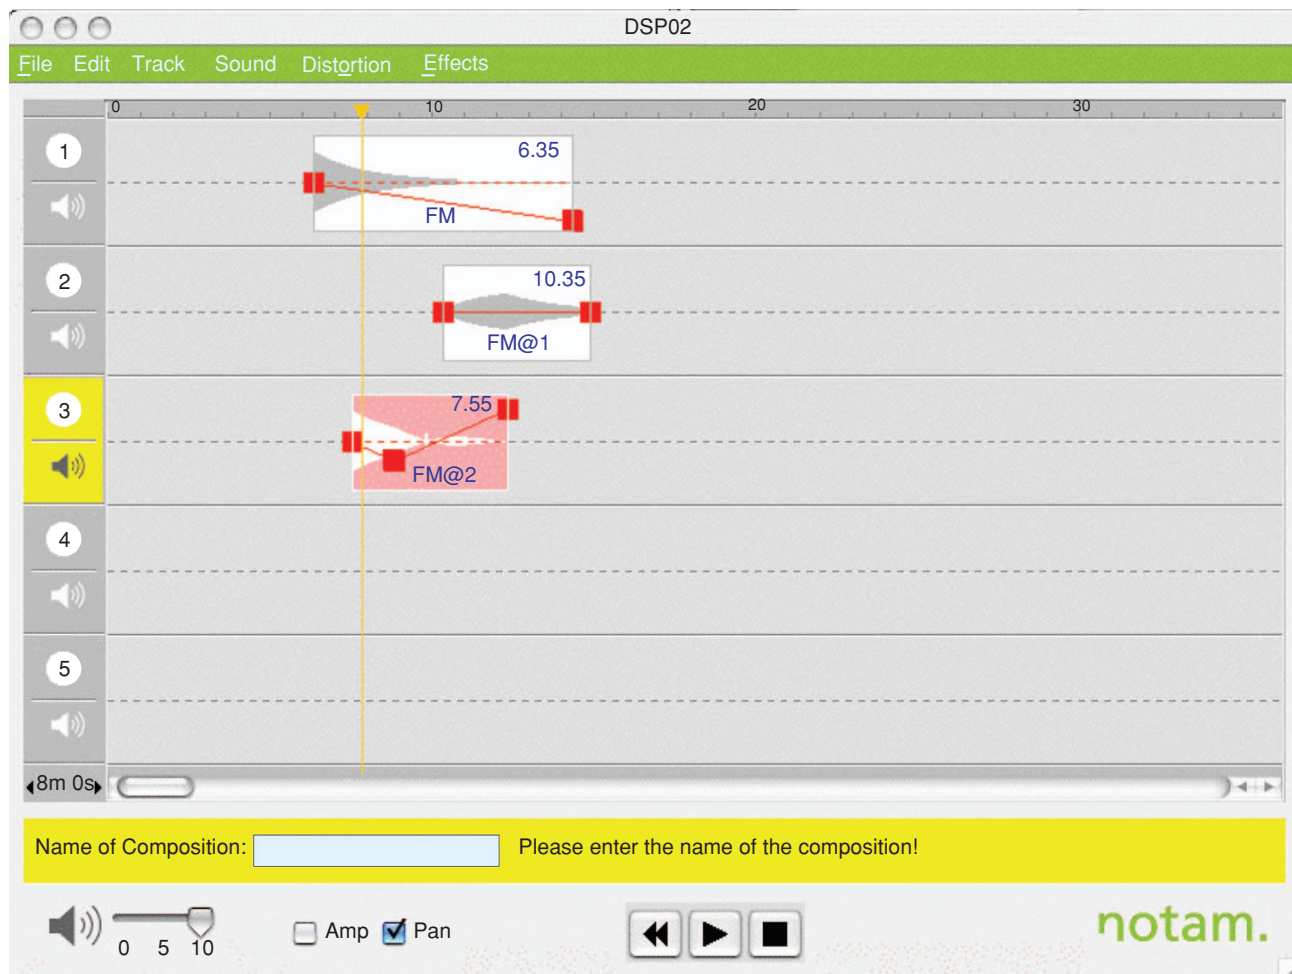 DSP02
File Edit Track Sound Distortion Effects
0 10 20 30
1
6.35
FM
2
10.35
FM@1
3
7.55
FM@2
4
5
8m 0s
Name of Composition: Please enter the name of the composition!
0 5 10
Amp Pan
notam.